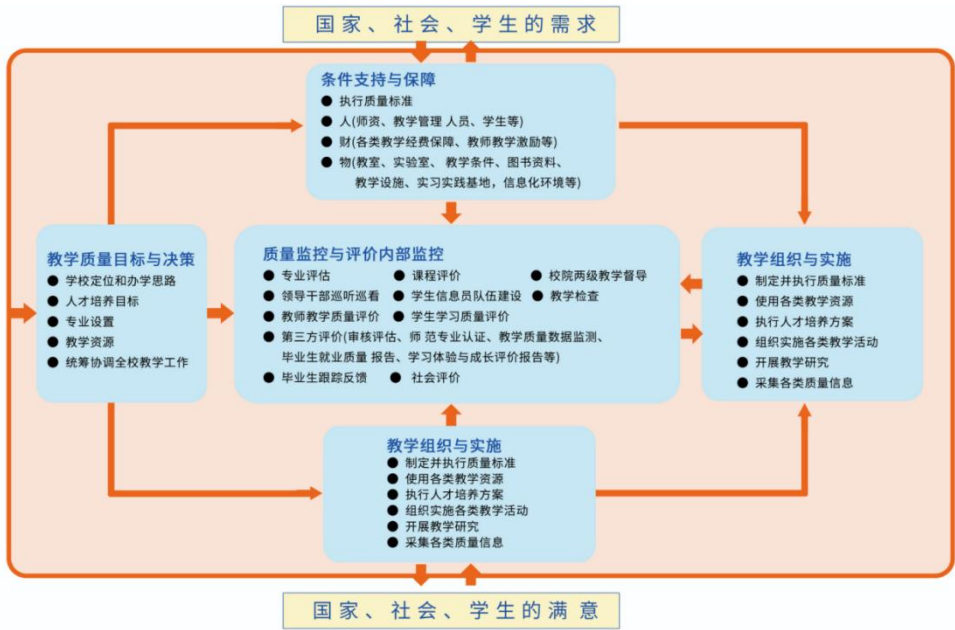 国家、社会、学生的需求
条件支持与保障
● 执行质量标准
● 人(师资、教学管理 人员、学生等)
● 财(各类教学经费保障、教师教学激励等)
● 物(教室、实验室、 教学条件、图书资料、
教学设施、实习实践基地，信息化环境等)
教学质量目标与决策
● 学校定位和办学思路
● 人才培养目标
● 专业设置
● 教学资源
● 统筹协调全校教学工作
质量监控与评价内部监控
● 专业评估 ● 课程评价 ● 校院两级教学督导
● 领导干部巡听巡看 ● 学生信息员队伍建设 ● 教学检查
● 教师教学质量评价 ● 学生学习质量评价
● 第三方评价(审核评估、师 范专业认证、教学质量数据监测、
毕业生就业质量 报告、学习体验与成长评价报告等)
● 毕业生跟踪反馈 ● 社会评价
教学组织与实施
● 制定并执行质量标准
● 使用各类教学资源
● 执行人才培养方案
● 组织实施各类教学活动
● 开展教学研究
● 采集各类质量信息
教学组织与实施
● 制定并执行质量标准
● 使用各类教学资源
● 执行人才培养方案
● 组织实施各类教学活动
● 开展教学研究
● 采集各类质量信息
国家、社会、学生的满 意